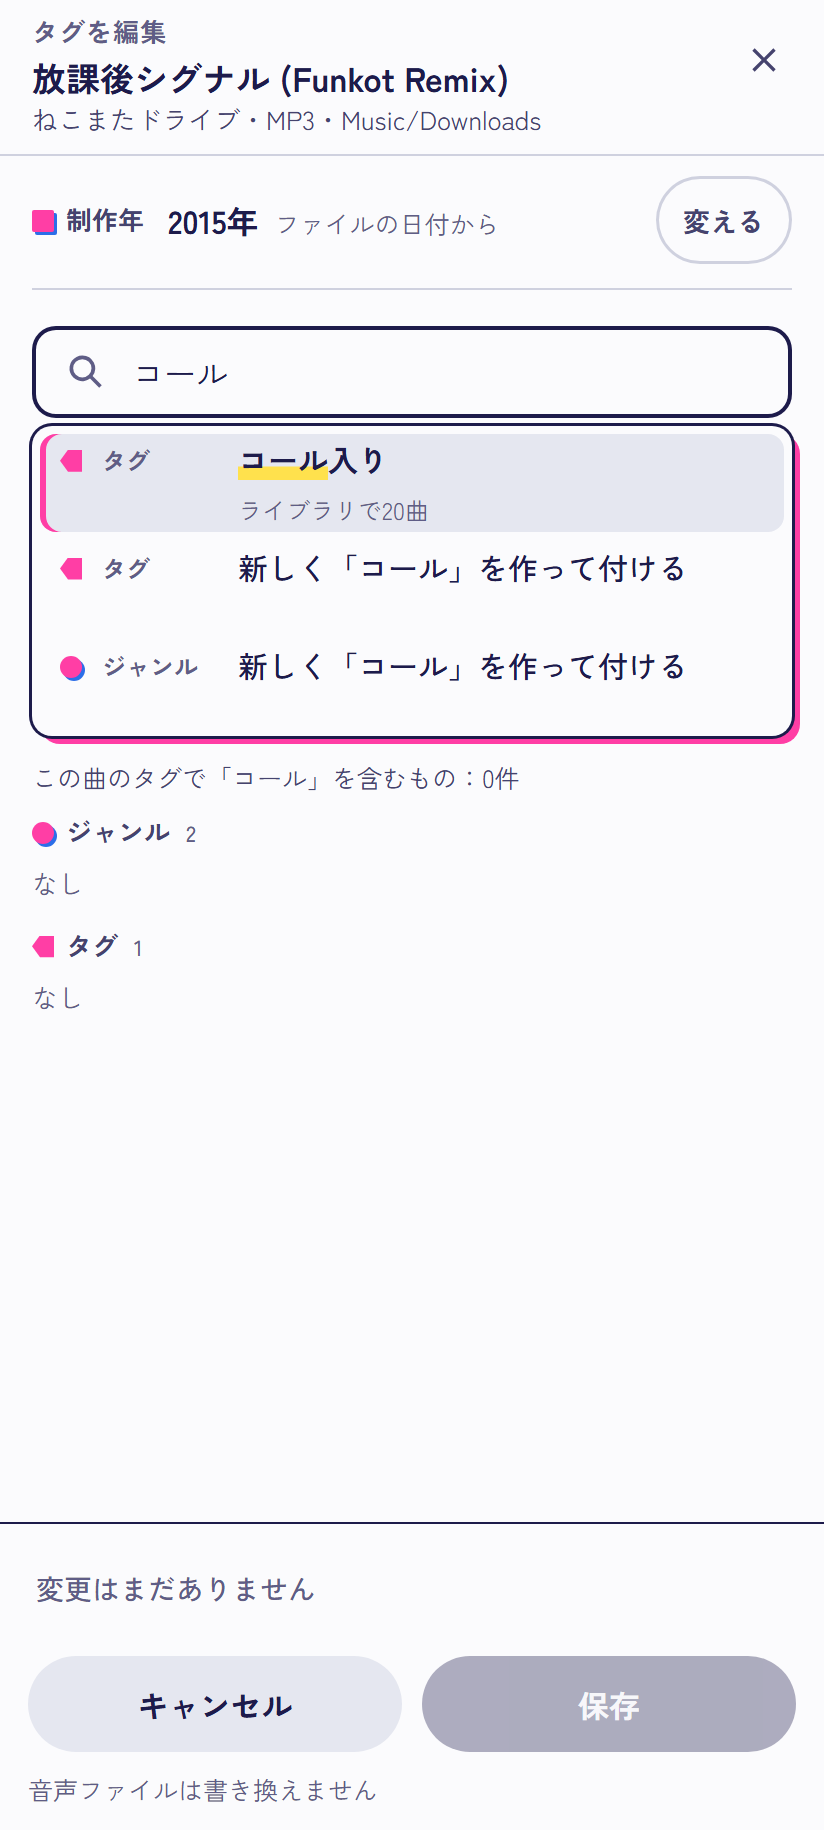 タグを編集
放課後シグナル (Funkot Remix)
ねこまたドライブ・MP3・Music/Downloads
制作年 2015年 ファイルの日付から 変える
コール
タグ コール入り
ライブラリで20曲
タグ 新しく「コール」を作って付ける
ジャンル 新しく「コール」を作って付ける
この曲のタグで「コール」を含むもの：0件
ジャンル 2
なし
タグ 1
なし
変更はまだありません
キャンセル 保存
音声ファイルは書き換えません